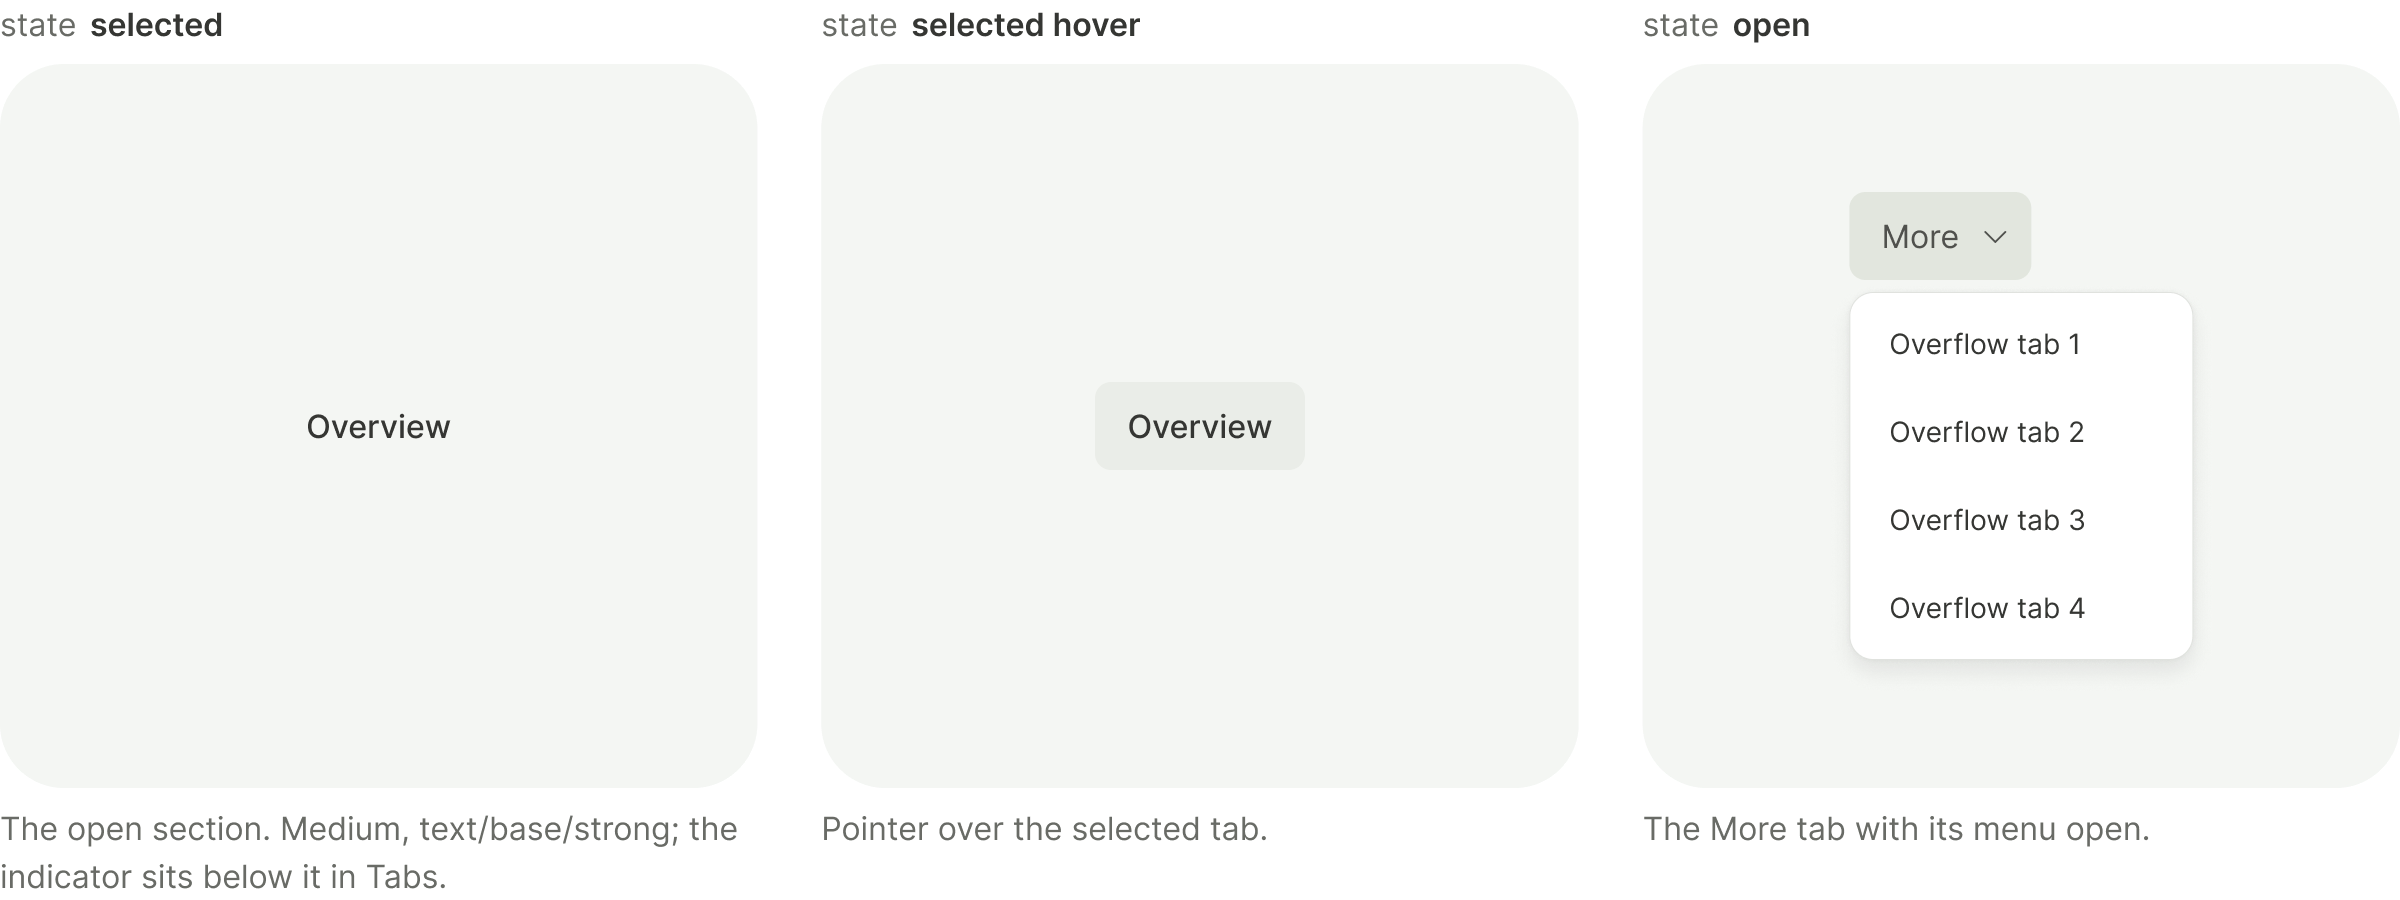 state selected
Overview
The open section. Medium, text/base/strong; the
indicator sits below it in Tabs.
state selected hover
Overview
Pointer over the selected tab.
state open
More
Overflow tab 1
Overflow tab 2
Overflow tab 3
Overflow tab 4
The More tab with its menu open.